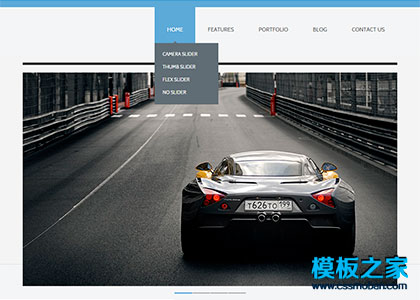 HOME FEATURES PORTFOLIO BLOG CONTACT US
CAMERA SLIDER
THUMB SLIDER
FLEX SLIDER
NO SLIDER
T626TO 199
模板之家
www.cssmoban.com